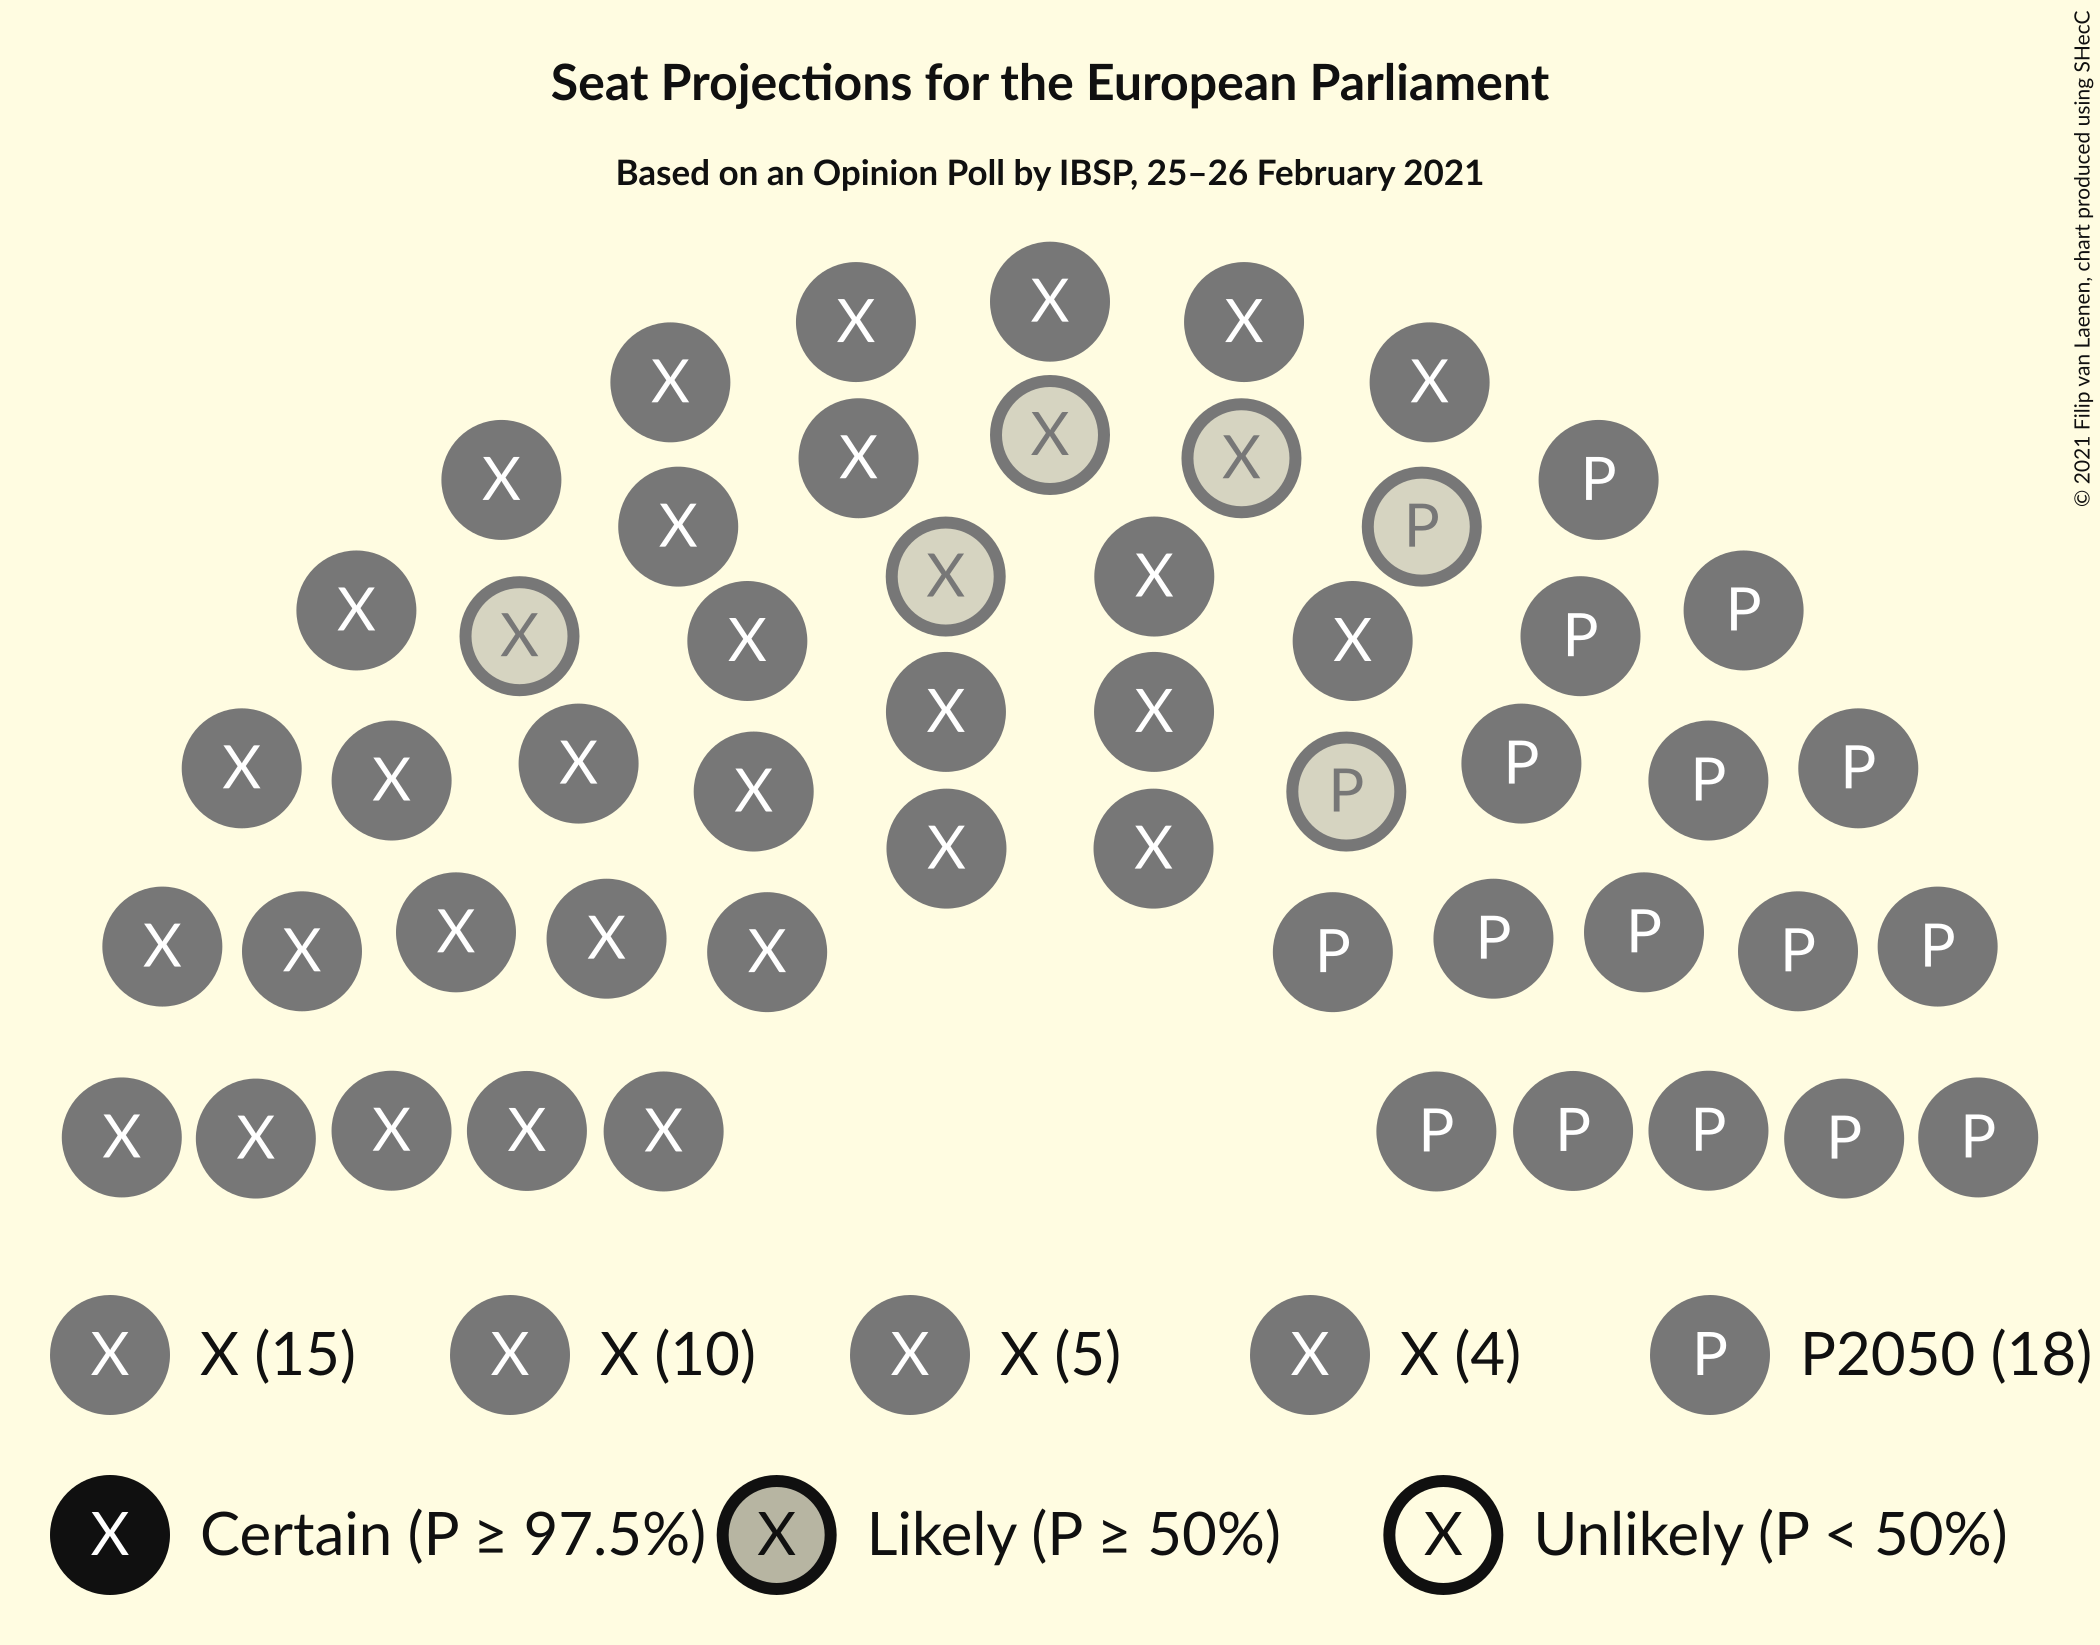 Seat Projections for the European Parliament
Based on an Opinion Poll by IBSP, 25–26 February 2021
© 2021 Filip van Laenen, chart produced using SHecC
X
X X
X X
X P
X X
X X P
X X
X P
X X X P P
X X
X X P P
X X X P P P
X X P
X X
X X X P P P
X X X X P P P P
X X X X X P P P P P
X X (15) X X (10) X X (5) X X (4) P P2050 (18)
X Certain (P ≥ 97.5%) X Likely (P ≥ 50%) X Unlikely (P < 50%)